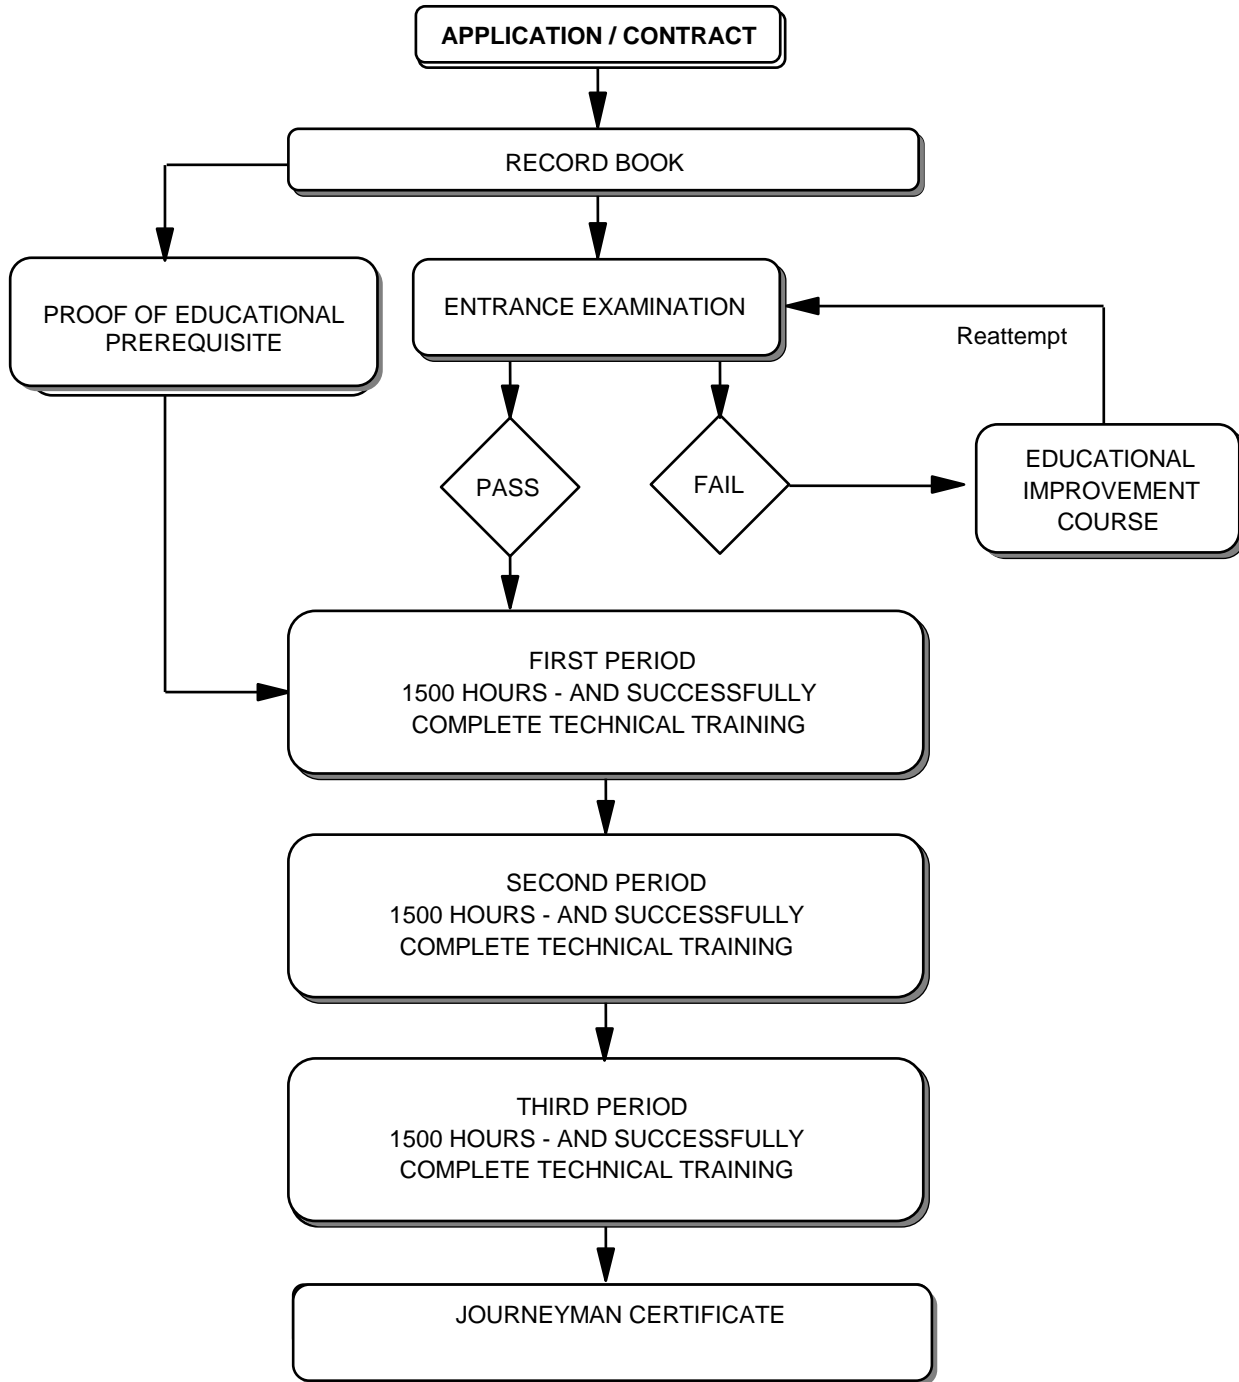 APPLICATION / CONTRACT
RECORD BOOK
PROOF OF EDUCATIONAL
PREREQUISITE
ENTRANCE EXAMINATION
Reattempt
PASS
FAIL
EDUCATIONAL
IMPROVEMENT
COURSE
FIRST PERIOD
1500 HOURS - AND SUCCESSFULLY
COMPLETE TECHNICAL TRAINING
SECOND PERIOD
1500 HOURS - AND SUCCESSFULLY
COMPLETE TECHNICAL TRAINING
THIRD PERIOD
1500 HOURS - AND SUCCESSFULLY
COMPLETE TECHNICAL TRAINING
JOURNEYMAN CERTIFICATE